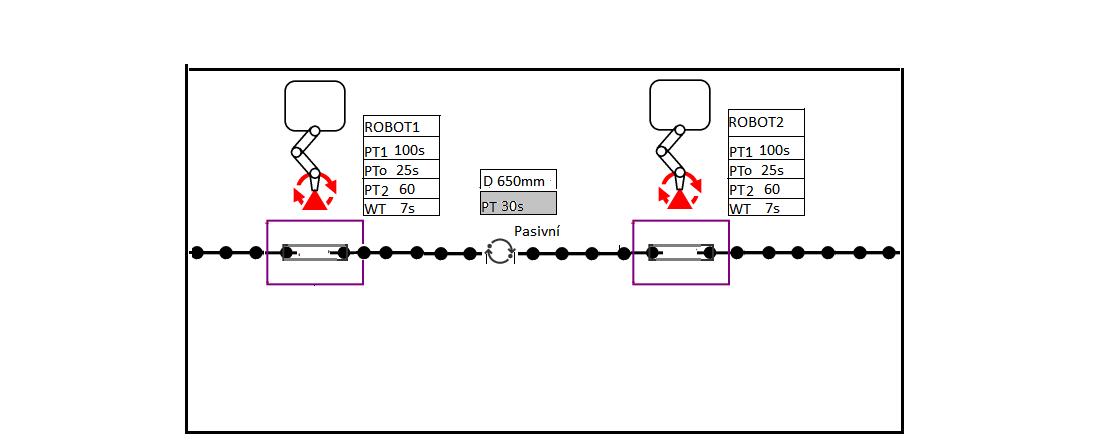 ROBOT1
PT1 100s
PTo 25s
PT2 60
WT 7s
D 650mm
PT 30s
Pasivní
ROBOT2
PT1 100s
PTo 25s
PT2 60
WT 7s